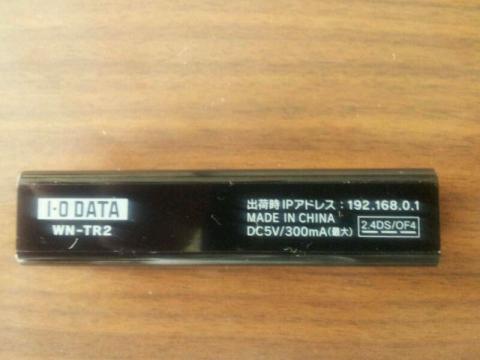 I-O DATA
WN-TR2
出荷時IPアドレス：192.168.0.1
MADE IN CHINA
DC5V/300mA(最大)
2.4DS/OF4